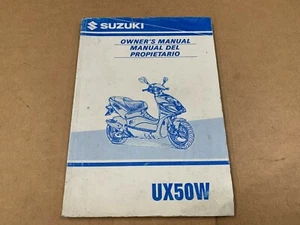 SUZUKI
OWNER'S MANUAL
MANUAL DEL
PROPIETARIO
UX50W